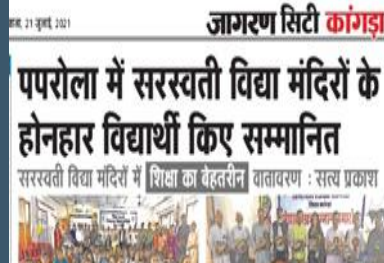 21 जुलाई, 2021
जागरण सिटी कांगड़ा
पपरोला में सरस्वती विद्या मंदिरों के
होनहार विद्यार्थी किए सम्मानित
सरस्वती विद्या मंदिरों में शिक्षा का बेहतरीन वातावरण : सत्य प्रकाश